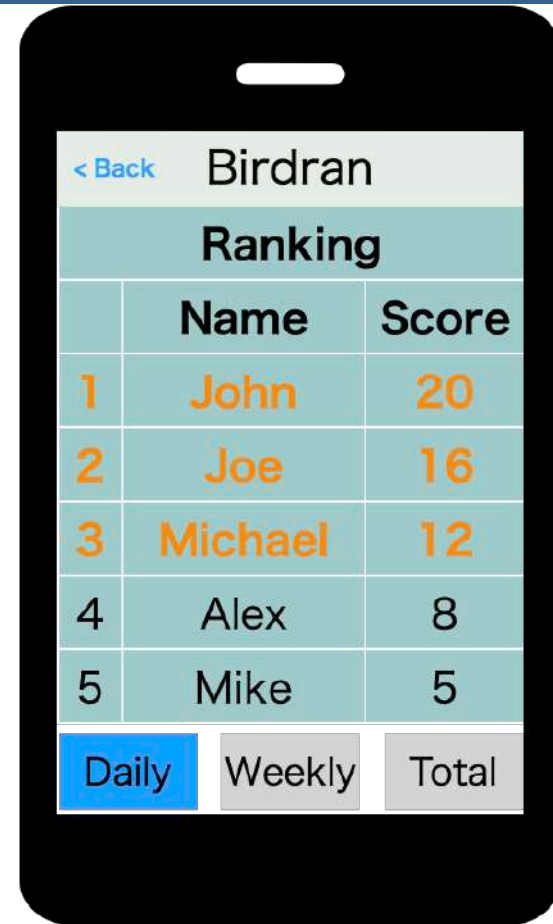 < Back Birdran
Ranking
Name Score
1 John 20
2 Joe 16
3 Michael 12
4 Alex 8
5 Mike 5
Daily Weekly Total